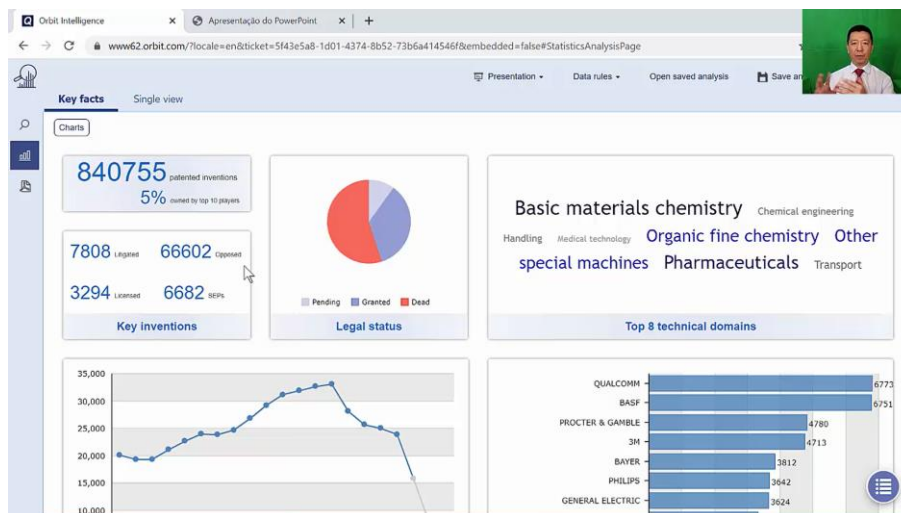 Orbit Intelligence
Apresentação do PowerPoint
www62.orbit.com/?locale=en&ticket=5f43e5a8-1d01-4374-8b52-73b6a414546f&embedded=false#StatisticsAnalysisPage
Presentation
Data rules
Open saved analysis
Save an
Key facts
Single view
Charts
840755 patented inventions
5% owned by top 10 players
7808 Litigated 66602 Opposed
3294 Licensed 6682 SEPs
Key inventions
Pending Granted Dead
Legal status
Basic materials chemistry Chemical engineering
Handling Medical technology Organic fine chemistry Other
special machines Pharmaceuticals Transport
Top 8 technical domains
35,000
30,000
25,000
20,000
15,000
10,000
QUALCOMM 6773
BASF 6751
PROCTER & GAMBLE 4780
3M 4713
BAYER 3812
PHILIPS 3642
GENERAL ELECTRIC 3624